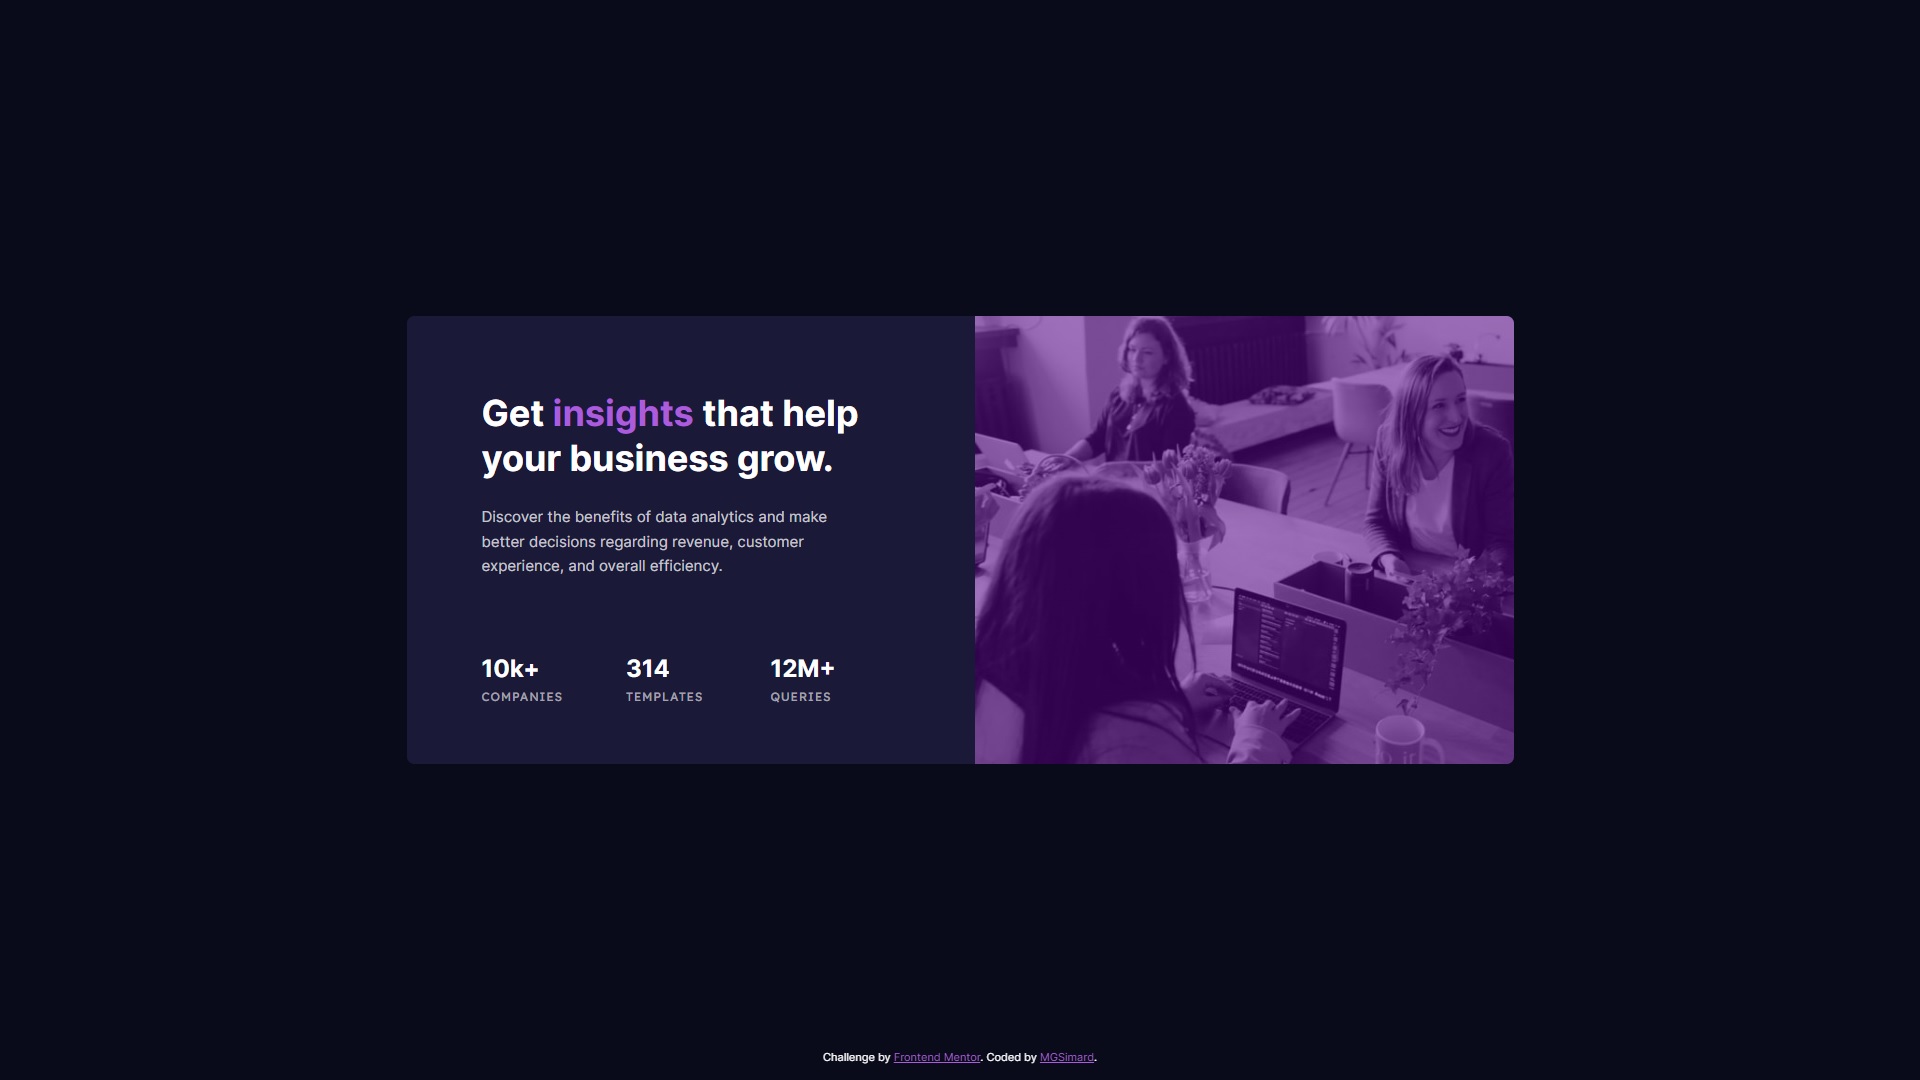 Get insights that help
your business grow.
Discover the benefits of data analytics and make
better decisions regarding revenue, customer
experience, and overall efficiency.
10k+ 314 12M+
COMPANIES TEMPLATES QUERIES
Challenge by Frontend Mentor. Coded by MGSimard.